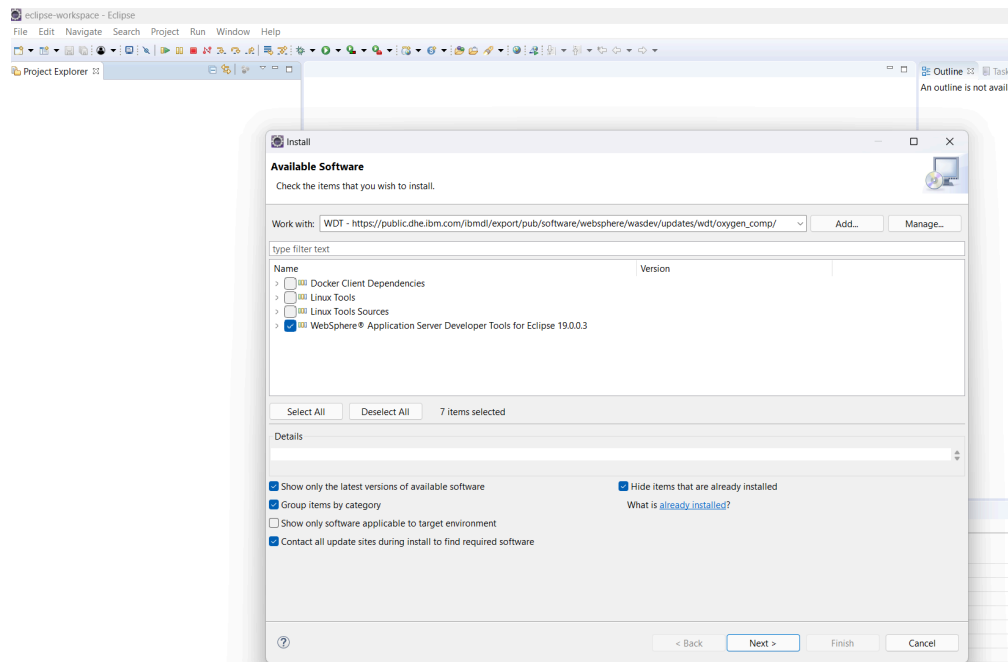 eclipse-workspace - Eclipse
File Edit Navigate Search Project Run Window Help
Project Explorer
Outline
An outline is not avail
Install
Available Software
Check the items that you wish to install.
Work with: WDT - https://public.dhe.ibm.com/ibmdl/export/pub/software/websphere/wasdev/updates/wdt/oxygen_comp/ Add... Manage...
type filter text
Name Version
Docker Client Dependencies
Linux Tools
Linux Tools Sources
WebSphere® Application Server Developer Tools for Eclipse 19.0.0.3
Select All Deselect All 7 items selected
Details
Show only the latest versions of available software Hide items that are already installed
Group items by category What is already installed?
Show only software applicable to target environment
Contact all update sites during install to find required software
< Back Next > Finish Cancel